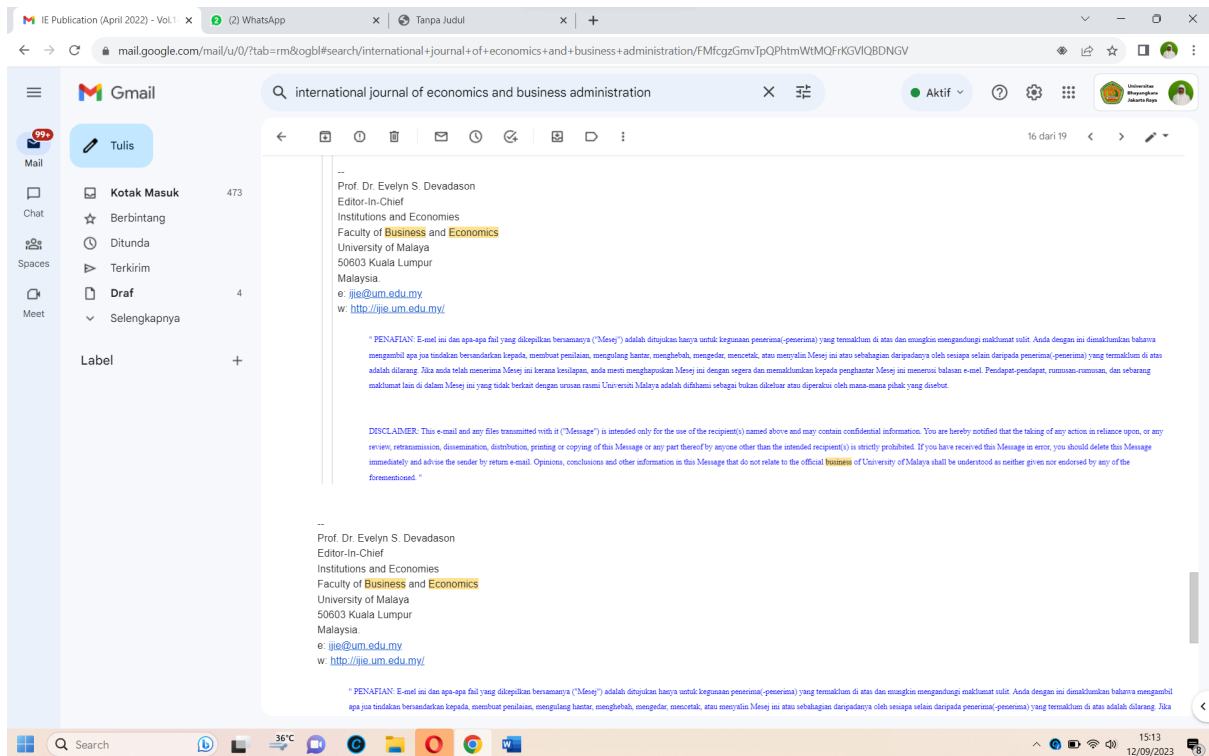 IE Publication (April 2022) - Vol.1
(2) WhatsApp
Tanpa Judul
mail.google.com/mail/u/0/?tab=rm&ogbl#search/international+journal+of+economics+and+business+administration/FMfcgzGmvTpQPhtmWtMQFrKGVlQBDNGV
Gmail
international journal of economics and business administration
Aktif
Universitas
Bhayangkara
Jakarta Raya
99+
Mail
Chat
Spaces
Meet
Tulis
Kotak Masuk 473
Berbintang
Ditunda
Terkirim
Draf 4
Selengkapnya
Label
16 dari 19
--
Prof. Dr. Evelyn S. Devadason
Editor-In-Chief
Institutions and Economies
Faculty of Business and Economics
University of Malaya
50603 Kuala Lumpur
Malaysia.
e: ijie@um.edu.my
w: http://ijie.um.edu.my/
" PENAFIAN: E-mel ini dan apa-apa fail yang dikepilkan bersamanya ("Mesej") adalah ditujukan hanya untuk kegunaan penerima(-penerima) yang termaklum di atas dan mungkin mengandungi maklumat sulit. Anda dengan ini dimaklumkan bahawa
mengambil apa jua tindakan bersandarkan kepada, membuat penilaian, mengulang hantar, menghebah, mengedar, mencetak, atau menyalin Mesej ini atau sebahagian daripadanya oleh sesiapa selain daripada penerima(-penerima) yang termaklum di atas
adalah dilarang. Jika anda telah menerima Mesej ini kerana kesilapan, anda mesti menghapuskan Mesej ini dengan segera dan memaklumkan kepada penghantar Mesej ini menerusi balasan e-mel. Pendapat-pendapat, rumusan-rumusan, dan sebarang
maklumat lain di dalam Mesej ini yang tidak berkait dengan urusan rasmi Universiti Malaya adalah difahami sebagai bukan dikeluar atau diperakui oleh mana-mana pihak yang disebut.
DISCLAIMER: This e-mail and any files transmitted with it ("Message") is intended only for the use of the recipient(s) named above and may contain confidential information. You are hereby notified that the taking of any action in reliance upon, or any
review, retransmission, dissemination, distribution, printing or copying of this Message or any part thereof by anyone other than the intended recipient(s) is strictly prohibited. If you have received this Message in error, you should delete this Message
immediately and advise the sender by return e-mail. Opinions, conclusions and other information in this Message that do not relate to the official business of University of Malaya shall be understood as neither given nor endorsed by any of the
forementioned. "
--
Prof. Dr. Evelyn S. Devadason
Editor-In-Chief
Institutions and Economies
Faculty of Business and Economics
University of Malaya
50603 Kuala Lumpur
Malaysia.
e: ijie@um.edu.my
w: http://ijie.um.edu.my/
" PENAFIAN: E-mel ini dan apa-apa fail yang dikepilkan bersamanya ("Mesej") adalah ditujukan hanya untuk kegunaan penerima(-penerima) yang termaklum di atas dan mungkin mengandungi maklumat sulit. Anda dengan ini dimaklumkan bahawa mengambil
apa jua tindakan bersandarkan kepada, membuat penilaian, mengulang hantar, menghebah, mengedar, mencetak, atau menyalin Mesej ini atau sebahagian daripadanya oleh sesiapa selain daripada penerima(-penerima) yang termaklum di atas adalah dilarang. Jika
Search
36°C
15:13
12/09/2023
8